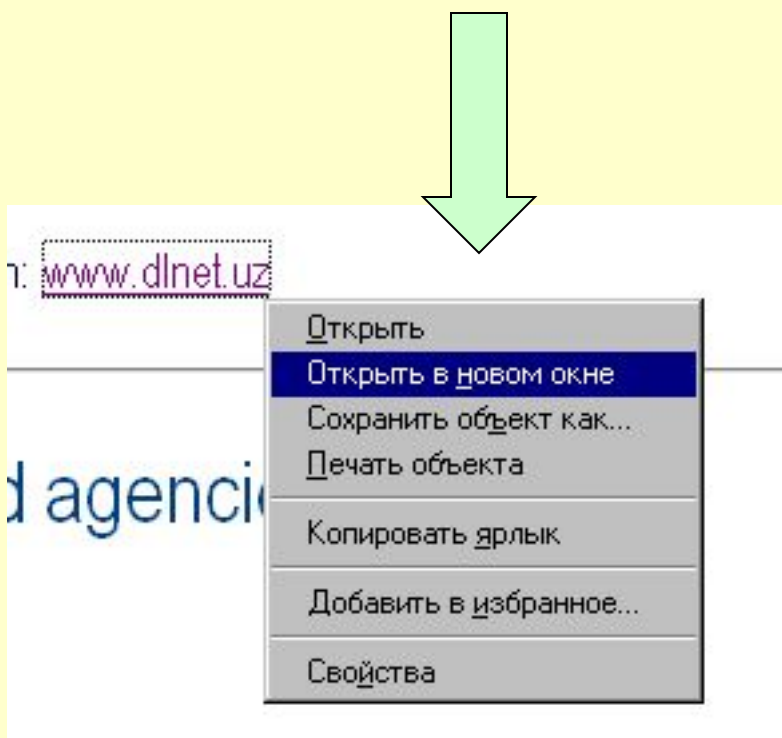 n: www.dlnet.uz
Открыть
Открыть в новом окне
Сохранить объект как...
Печать объекта
d agenci
Копировать ярлык
Добавить в избранное...
Свойства